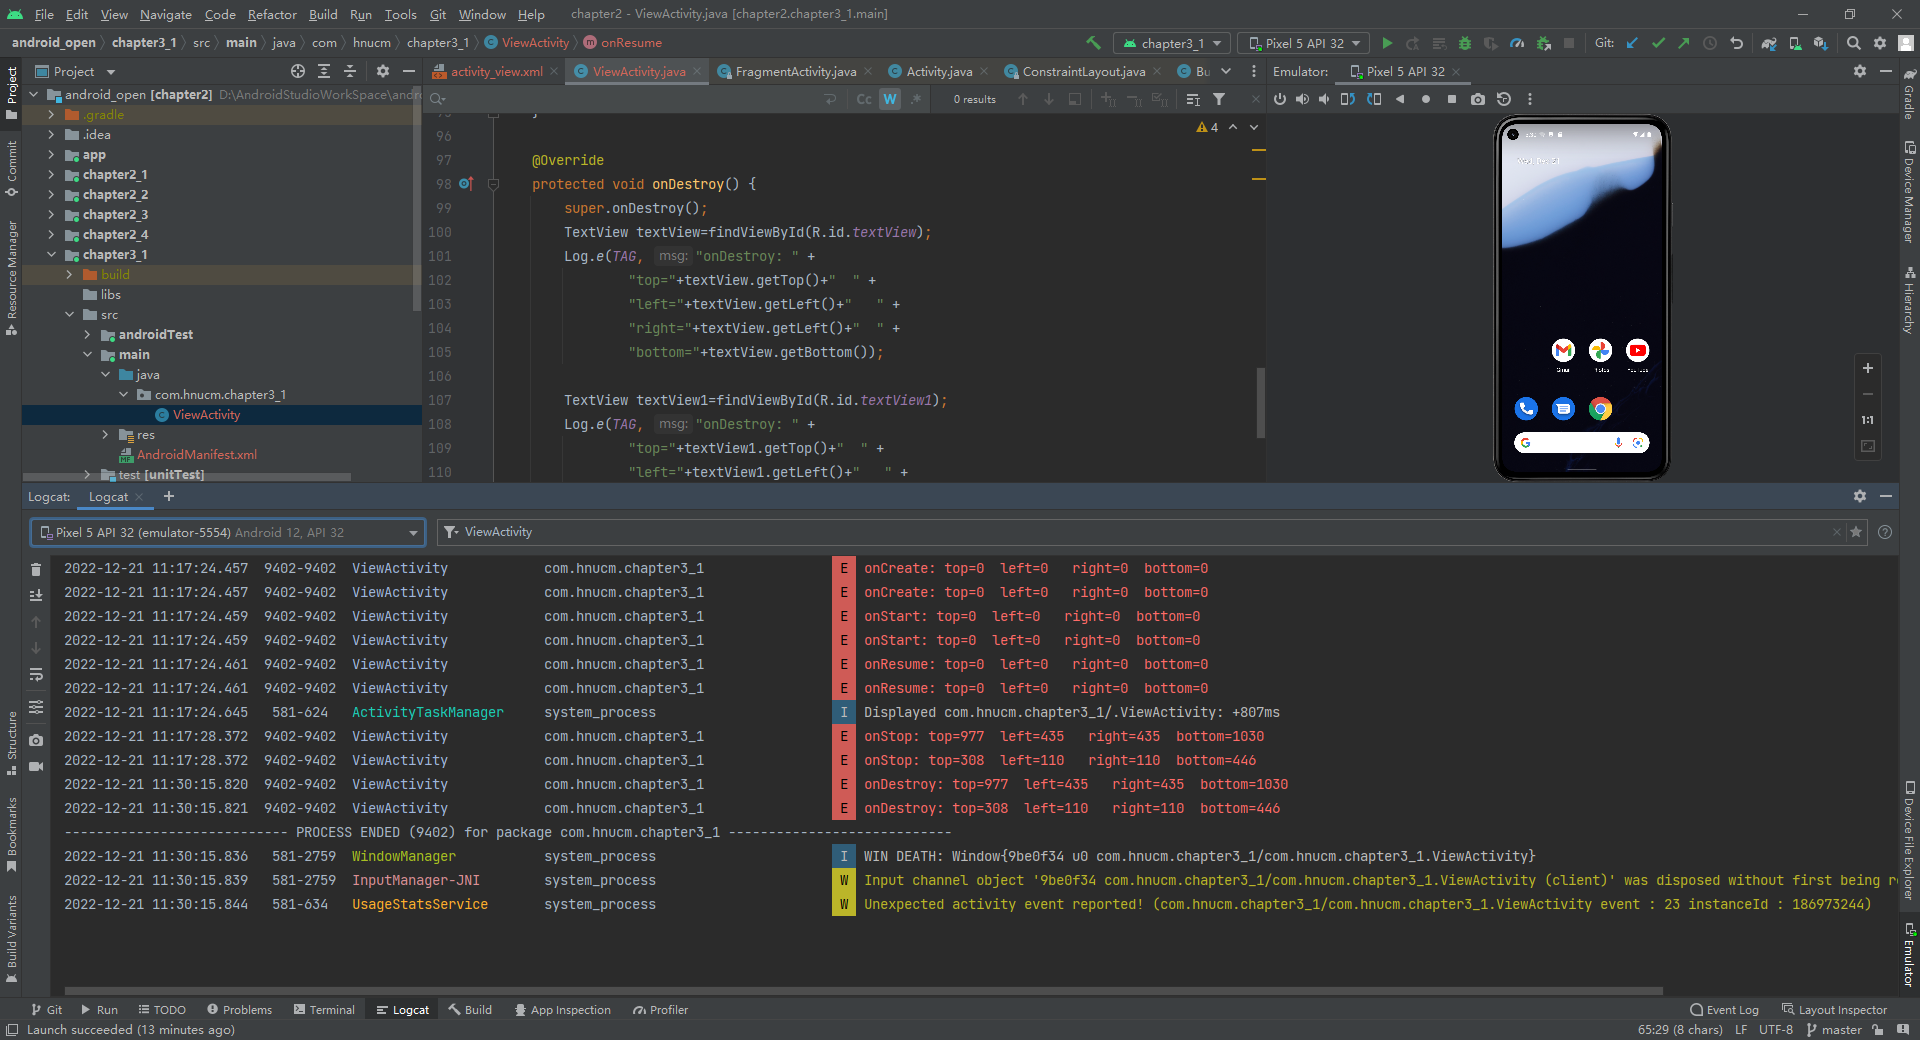 File Edit View Navigate Code Refactor Build Run Tools Git Window Help chapter2 - ViewActivity.java [chapter2.chapter3_1.main]
android_open chapter3_1 src main java com hnucm chapter3_1 ViewActivity onResume chapter3_1 Pixel 5 API 32 Git:
Project activity_view.xml ViewActivity.java FragmentActivity.java Activity.java ConstraintLayout.java Bu Emulator: Pixel 5 API 32
Cc W .* 0 results
4
Project
Commit
Resource Manager
Structure
Bookmarks
Build Variants
android_open [chapter2] D:\AndroidStudioWorkSpace\andr
.gradle
.idea
app
chapter2_1
chapter2_2
chapter2_3
chapter2_4
chapter3_1
build
libs
src
androidTest
main
java
com.hnucm.chapter3_1
ViewActivity
res
AndroidManifest.xml
test [unitTest]
95 }
96
97 @Override
98 protected void onDestroy() {
99 super.onDestroy();
100 TextView textView=findViewById(R.id.textView);
101 Log.e(TAG, msg: "onDestroy: " +
102 "top="+textView.getTop()+"  " +
103 "left="+textView.getLeft()+"   " +
104 "right="+textView.getLeft()+"  " +
105 "bottom="+textView.getBottom());
106
107 TextView textView1=findViewById(R.id.textView1);
108 Log.e(TAG, msg: "onDestroy: " +
109 "top="+textView1.getTop()+"  " +
110 "left="+textView1.getLeft()+"   " +
1:1
Gradle
Device Manager
Hierarchy
Device File Explorer
Emulator
Logcat: Logcat +
Pixel 5 API 32 (emulator-5554) Android 12, API 32 ViewActivity
2022-12-21 11:17:24.457 9402-9402 ViewActivity com.hnucm.chapter3_1 E onCreate: top=0 left=0 right=0 bottom=0
2022-12-21 11:17:24.457 9402-9402 ViewActivity com.hnucm.chapter3_1 E onCreate: top=0 left=0 right=0 bottom=0
2022-12-21 11:17:24.459 9402-9402 ViewActivity com.hnucm.chapter3_1 E onStart: top=0 left=0 right=0 bottom=0
2022-12-21 11:17:24.459 9402-9402 ViewActivity com.hnucm.chapter3_1 E onStart: top=0 left=0 right=0 bottom=0
2022-12-21 11:17:24.461 9402-9402 ViewActivity com.hnucm.chapter3_1 E onResume: top=0 left=0 right=0 bottom=0
2022-12-21 11:17:24.461 9402-9402 ViewActivity com.hnucm.chapter3_1 E onResume: top=0 left=0 right=0 bottom=0
2022-12-21 11:17:24.645 581-624 ActivityTaskManager system_process I Displayed com.hnucm.chapter3_1/.ViewActivity: +807ms
2022-12-21 11:17:28.372 9402-9402 ViewActivity com.hnucm.chapter3_1 E onStop: top=977 left=435 right=435 bottom=1030
2022-12-21 11:17:28.372 9402-9402 ViewActivity com.hnucm.chapter3_1 E onStop: top=308 left=110 right=110 bottom=446
2022-12-21 11:30:15.820 9402-9402 ViewActivity com.hnucm.chapter3_1 E onDestroy: top=977 left=435 right=435 bottom=1030
2022-12-21 11:30:15.821 9402-9402 ViewActivity com.hnucm.chapter3_1 E onDestroy: top=308 left=110 right=110 bottom=446
---------------------------- PROCESS ENDED (9402) for package com.hnucm.chapter3_1 ----------------------------
2022-12-21 11:30:15.836 581-2759 WindowManager system_process I WIN DEATH: Window{9be0f34 u0 com.hnucm.chapter3_1/com.hnucm.chapter3_1.ViewActivity}
2022-12-21 11:30:15.839 581-2759 InputManager-JNI system_process W Input channel object '9be0f34 com.hnucm.chapter3_1/com.hnucm.chapter3_1.ViewActivity (client)' was disposed without first being re
2022-12-21 11:30:15.844 581-634 UsageStatsService system_process W Unexpected activity event reported! (com.hnucm.chapter3_1/com.hnucm.chapter3_1.ViewActivity event : 23 instanceId : 186973244)
Git Run TODO Problems Terminal Logcat Build App Inspection Profiler Event Log Layout Inspector
Launch succeeded (13 minutes ago) 65:29 (8 chars) LF UTF-8 master